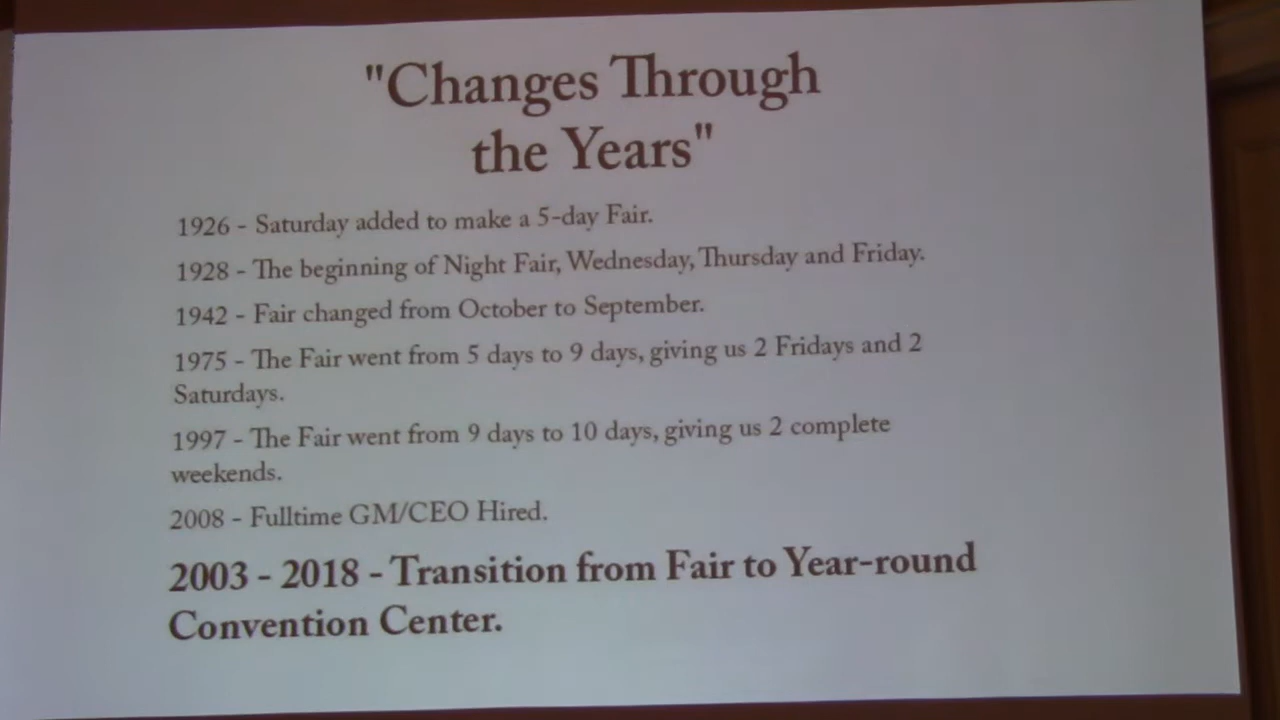 "Changes Through
the Years"
1926 - Saturday added to make a 5-day Fair.
1928 - The beginning of Night Fair, Wednesday, Thursday and Friday.
1942 - Fair changed from October to September.
1975 - The Fair went from 5 days to 9 days, giving us 2 Fridays and 2
Saturdays.
1997 - The Fair went from 9 days to 10 days, giving us 2 complete
weekends.
2008 - Fulltime GM/CEO Hired.
2003 - 2018 - Transition from Fair to Year-round
Convention Center.